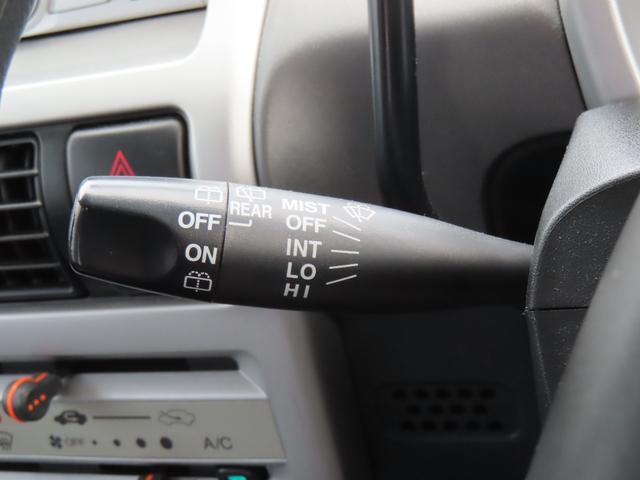 OFF
ON
REAR
MIST
OFF
INT
LO
HI
OFF
A/C